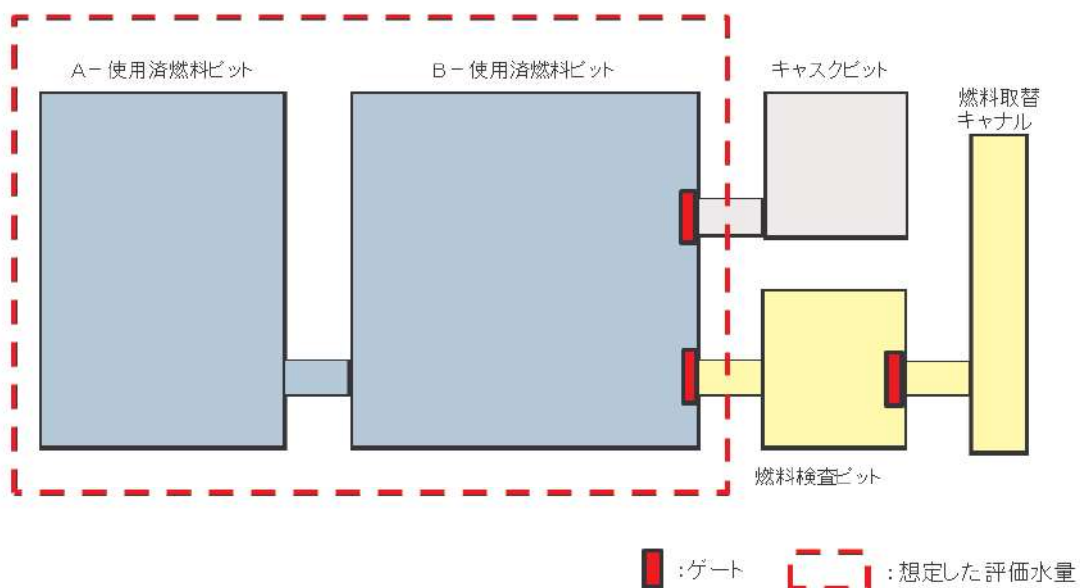 A-使用済燃料ピット
B-使用済燃料ピット
キャスクピット
燃料取替
キャナル
燃料検査ピット
:ゲート
:想定した評価水量